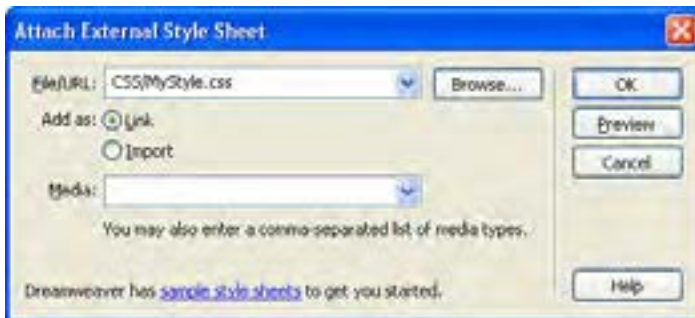 Attach External Style Sheet
File/URL: CSS/MyStyle.css Browse... OK
Add as: Link Preview
Import Cancel
Media:
You may also enter a comma-separated list of media types.
Dreamweaver has sample style sheets to get you started. Help